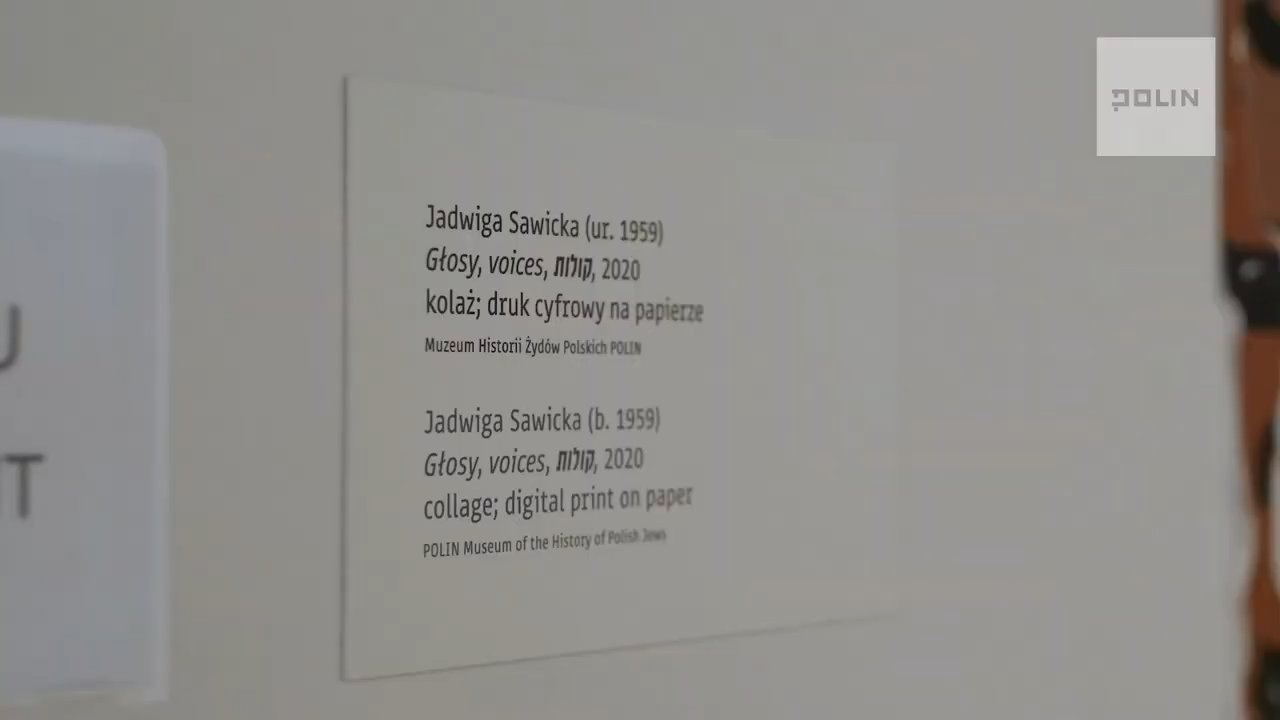 POLIN
Jadwiga Sawicka (ur. 1959)
Głosy, voices, קולות, 2020
kolaż; druk cyfrowy na papierze
Muzeum Historii Żydów Polskich POLIN
Jadwiga Sawicka (b. 1959)
Głosy, voices, קולות, 2020
collage; digital print on paper
POLIN Museum of the History of Polish Jews